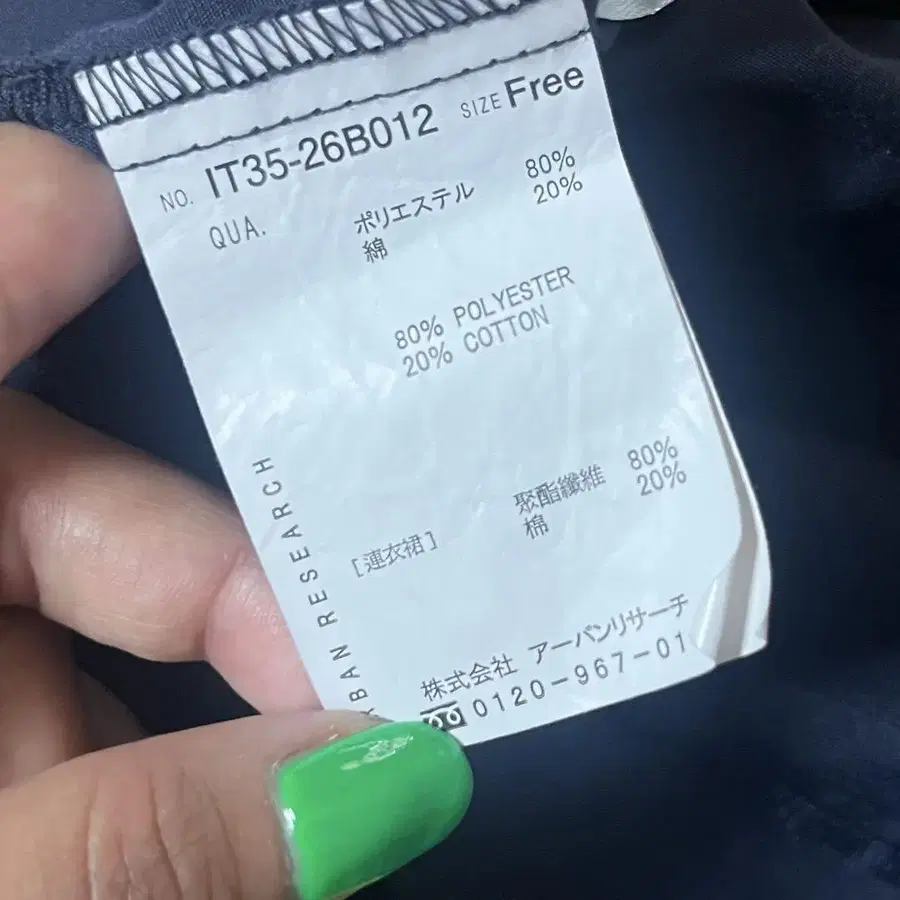 NO. IT35-26B012 SIZE Free
QUA.
ポリエステル 80%
綿 20%
80% POLYESTER
20% COTTON
聚酯纖維 80%
棉 20%
[連衣裙]
RBAN RESEARCH
株式会社 アーバンリサーチ
0120-967-01